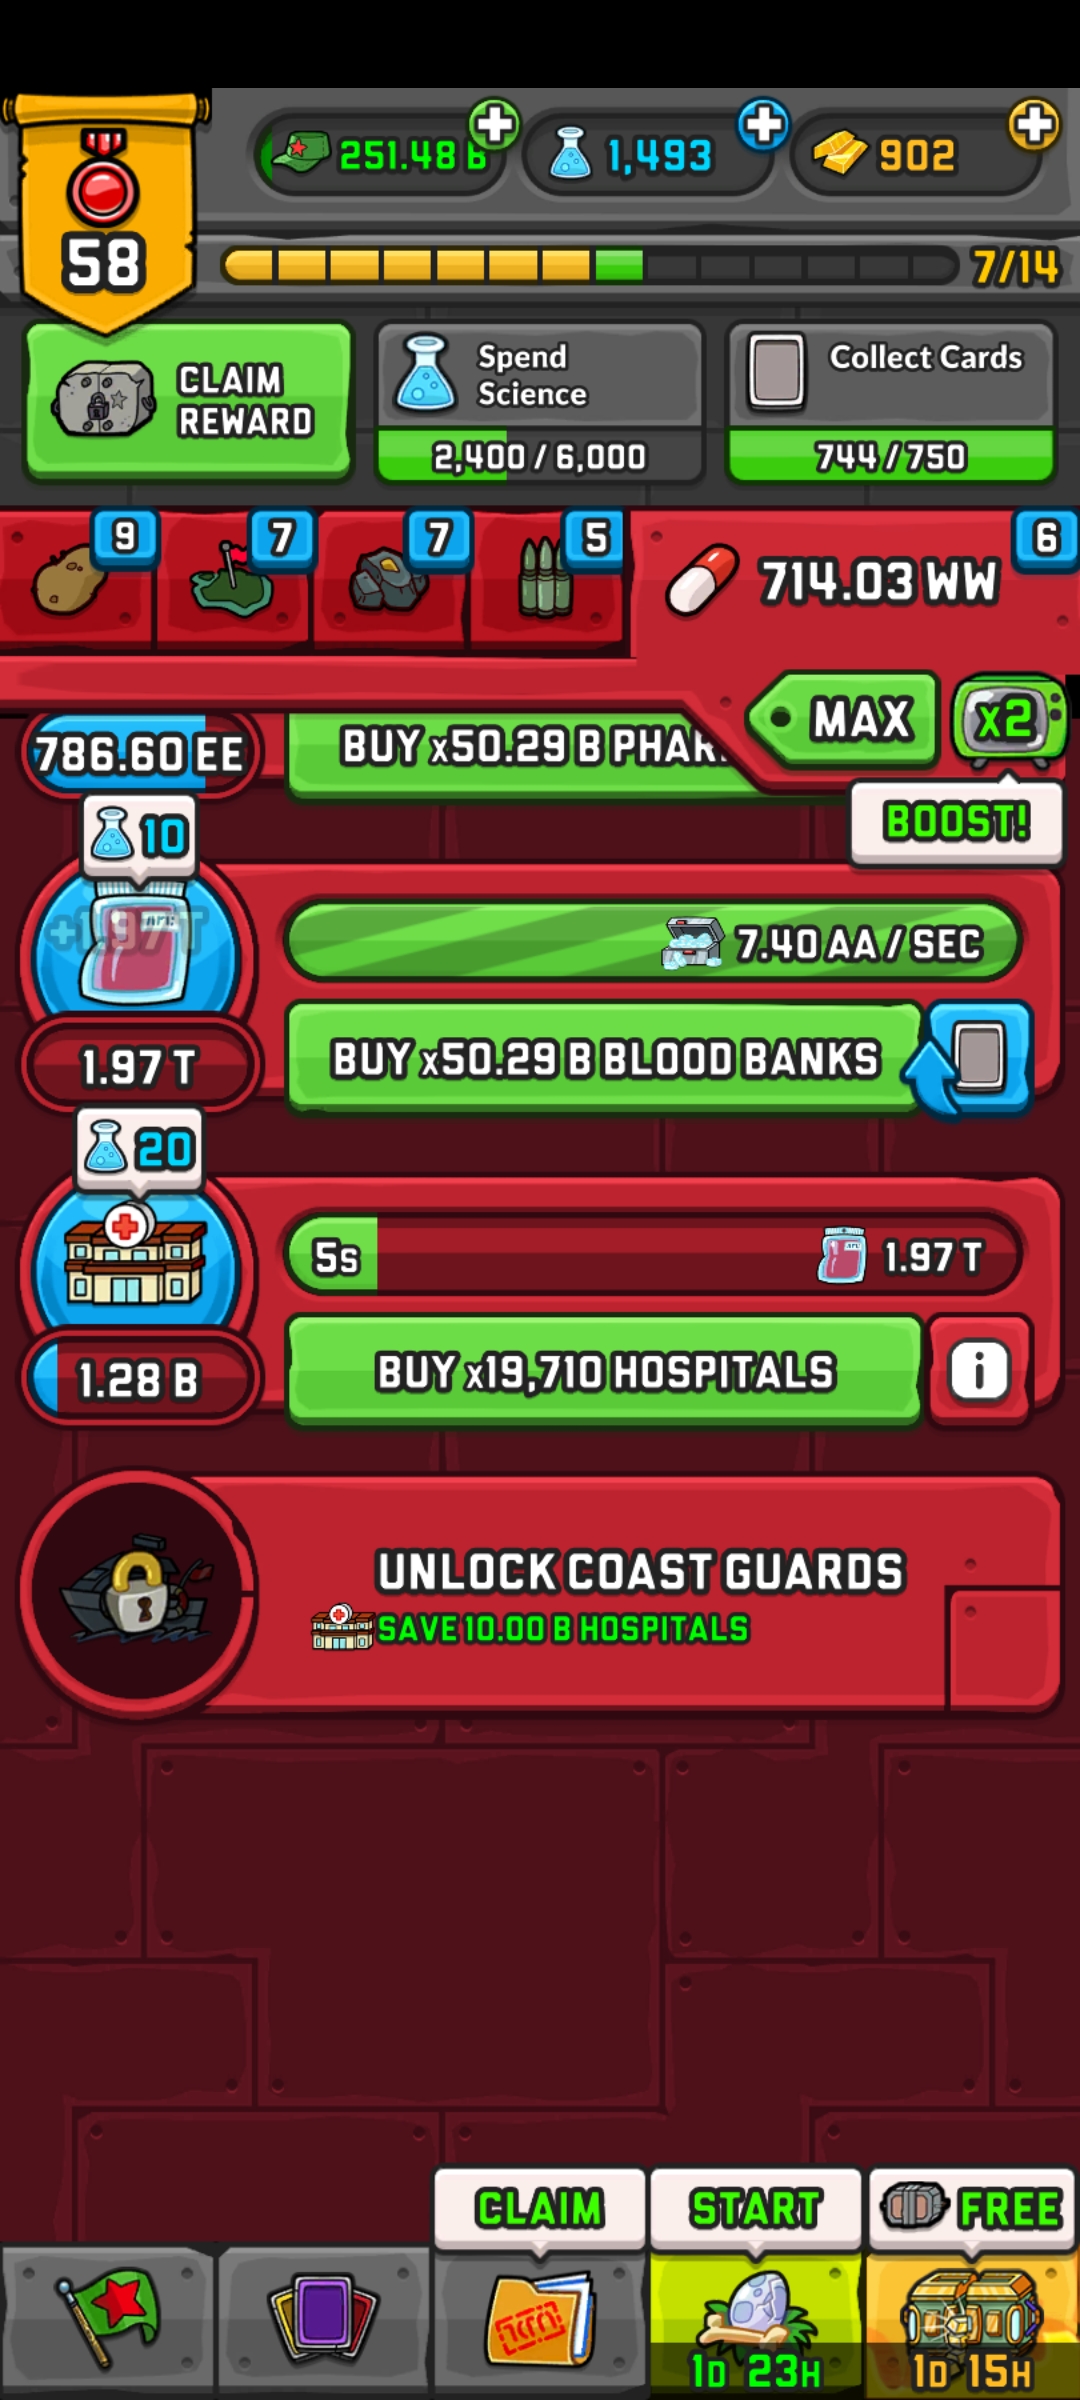 58
251.48 B
1,493
902
7/14
CLAIM
REWARD
Spend
Science
2,400 / 6,000
Collect Cards
744 / 750
9
7
7
5
6
714.03 WW
MAX
x2
BOOST!
786.60 EE
BUY x50.29 B PHAR
10
+1.97 T
7.40 AA / SEC
1.97 T
BUY x50.29 B BLOOD BANKS
20
5s
1.97 T
1.28 B
BUY x19,710 HOSPITALS
i
UNLOCK COAST GUARDS
SAVE 10.00 B HOSPITALS
CLAIM
START
FREE
1D 23H
1D 15H